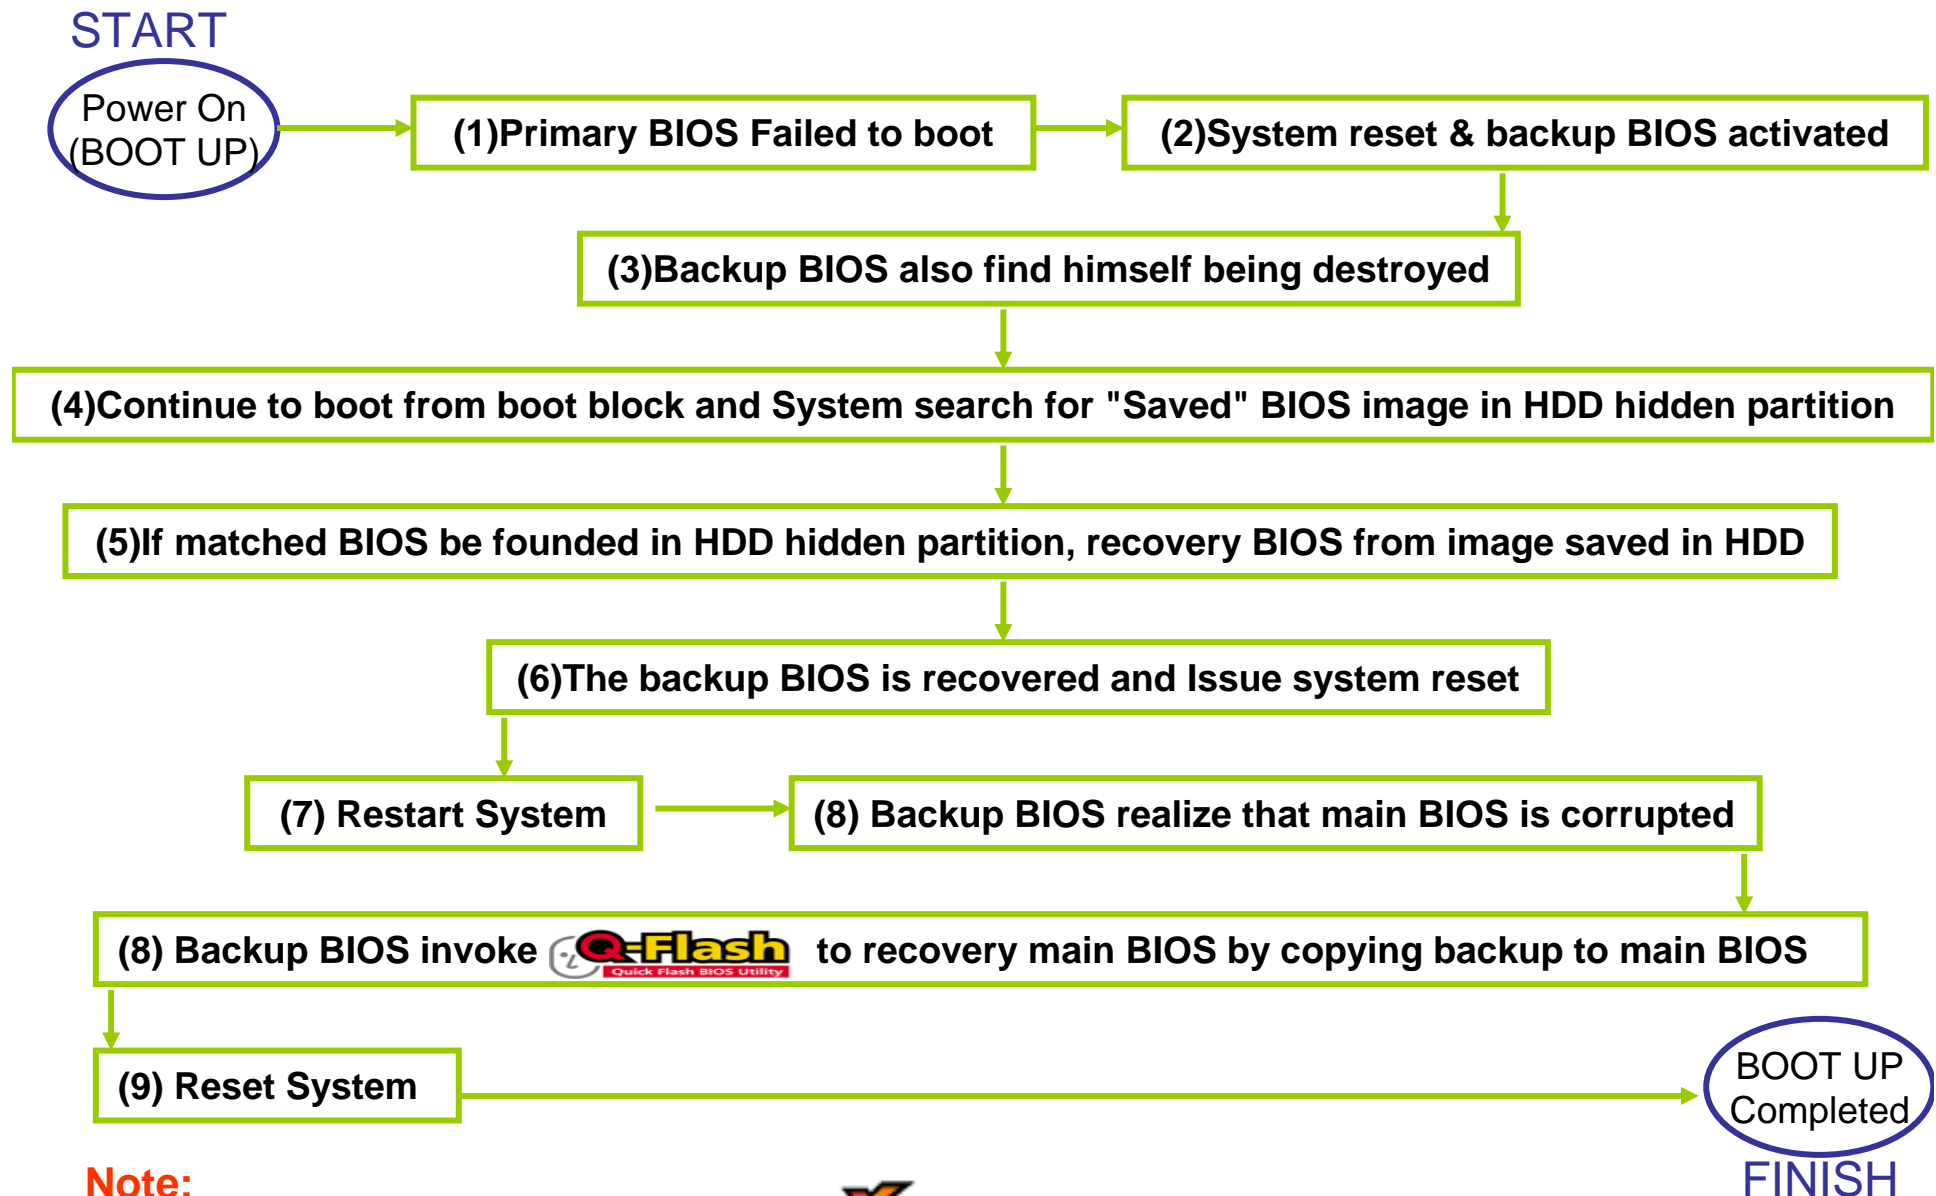 START
Power On
(BOOT UP)
(1)Primary BIOS Failed to boot
(2)System reset & backup BIOS activated
(3)Backup BIOS also find himself being destroyed
(4)Continue to boot from boot block and System search for "Saved" BIOS image in HDD hidden partition
(5)If matched BIOS be founded in HDD hidden partition, recovery BIOS from image saved in HDD
(6)The backup BIOS is recovered and Issue system reset
(7) Restart System
(8) Backup BIOS realize that main BIOS is corrupted
(8) Backup BIOS invoke Q-Flash Quick Flash BIOS Utility to recovery main BIOS by copying backup to main BIOS
(9) Reset System
BOOT UP
Completed
FINISH
Note: